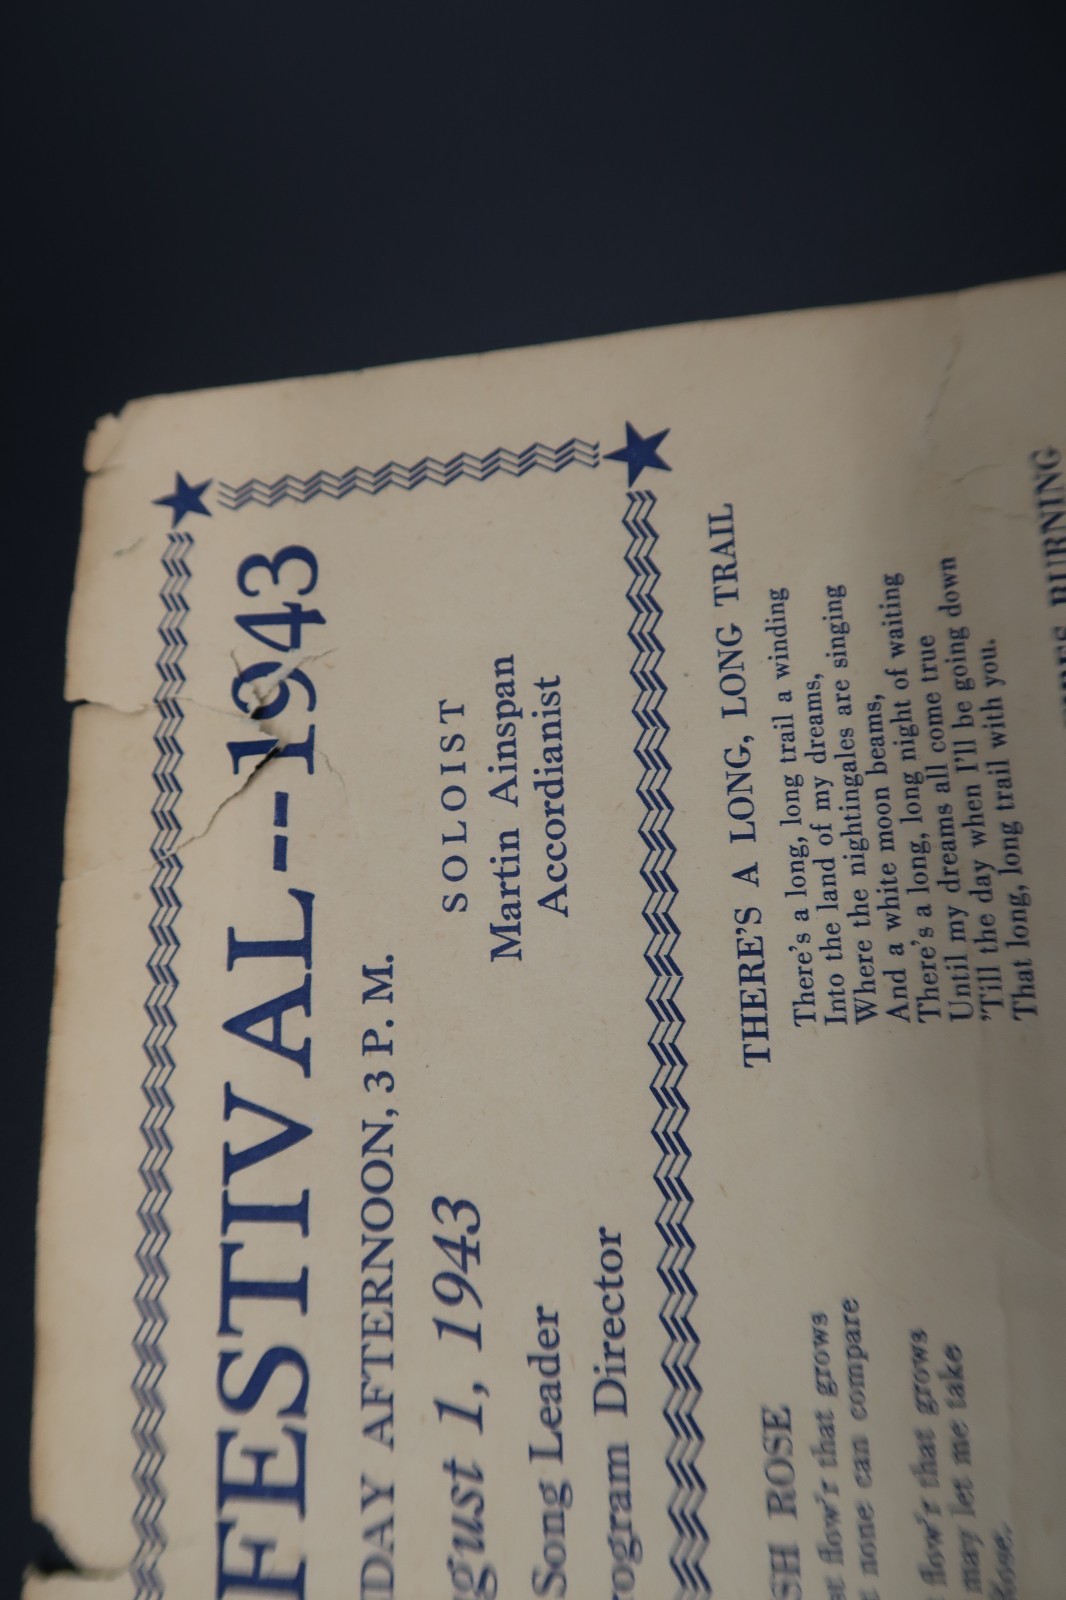 FESTIVAL--1943
DAY AFTERNOON, 3 P. M.
gust 1, 1943
SOLOIST
Martin Ainspan
Accordianist
Song Leader
rogram Director
SH ROSE
st flow'r that grows
t none can compare
flow'r that grows
may let me take
Rose.
THERE'S A LONG, LONG TRAIL
There's a long, long trail a winding
Into the land of my dreams,
Where the nightingales are singing
And a white moon beams,
There's a long, long night of waiting
Until my dreams all come true
'Till the day when I'll be going down
That long, long trail with you.
FIRES BURNING